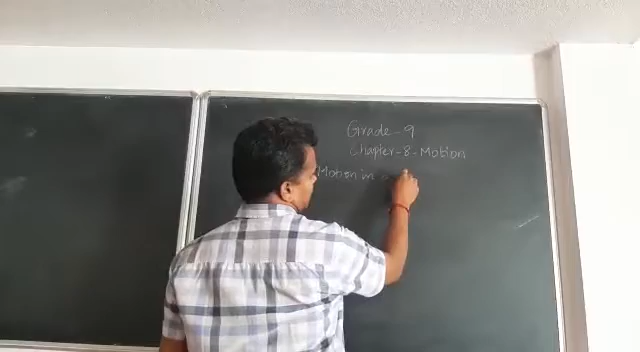 Grade - 9
Chapter - 8 - Motion
Motion in a